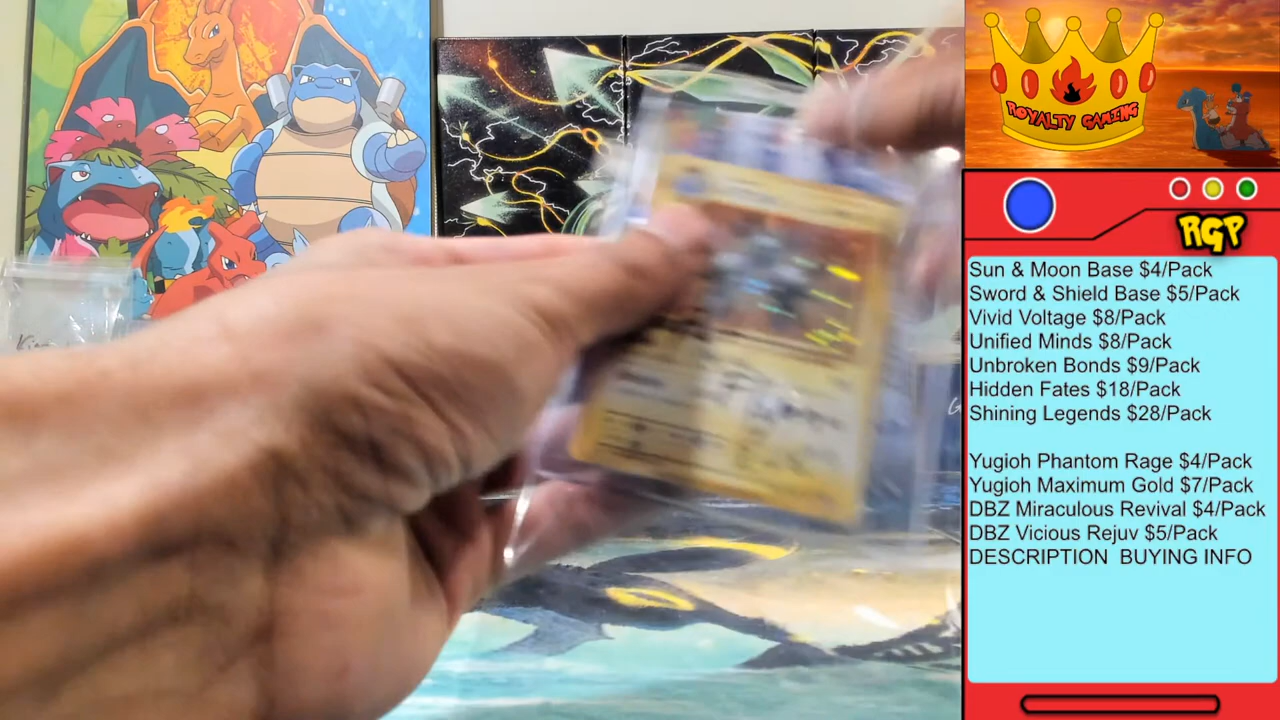 ROYALTY GAMING
RGP
Sun & Moon Base $4/Pack
Sword & Shield Base $5/Pack
Vivid Voltage $8/Pack
Unified Minds $8/Pack
Unbroken Bonds $9/Pack
Hidden Fates $18/Pack
Shining Legends $28/Pack
Yugioh Phantom Rage $4/Pack
Yugioh Maximum Gold $7/Pack
DBZ Miraculous Revival $4/Pack
DBZ Vicious Rejuv $5/Pack
DESCRIPTION BUYING INFO